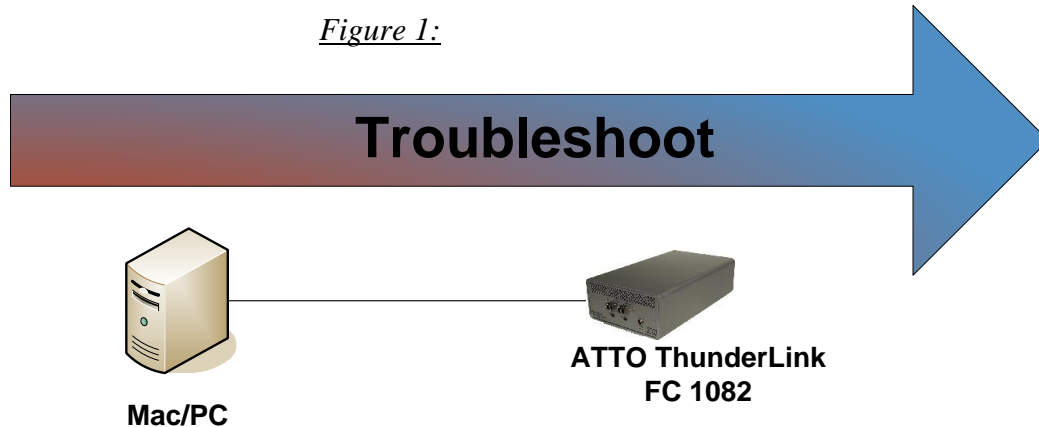 Figure 1:
Troubleshoot
ATTO ThunderLink
FC 1082
Mac/PC